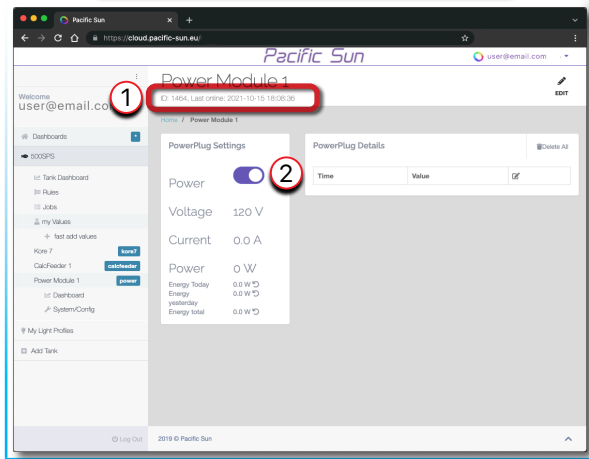 Pacific Sun
https://cloud.pacific-sun.eu/
Pacific Sun
user@email.com
Welcome
user@email.co
1
Power Module 1
ID: 1464, Last online: 2021-10-15 18:08:36
EDIT
Home / Power Module 1
Dashboards
500SPS
Tank Dashboard
Rules
Jobs
my Values
fast add values
Kore 7 kore7
CalcFeeder 1 calcfeeder
Power Module 1 power
Dashboard
System/Config
My Light Profiles
Add Tank
Log Out
PowerPlug Settings
Power
2
Voltage 120 V
Current 0.0 A
Power 0 W
Energy Today 0.0 W
Energy yesterday 0.0 W
Energy total 0.0 W
PowerPlug Details
Delete All
Time Value
2019 © Pacific Sun